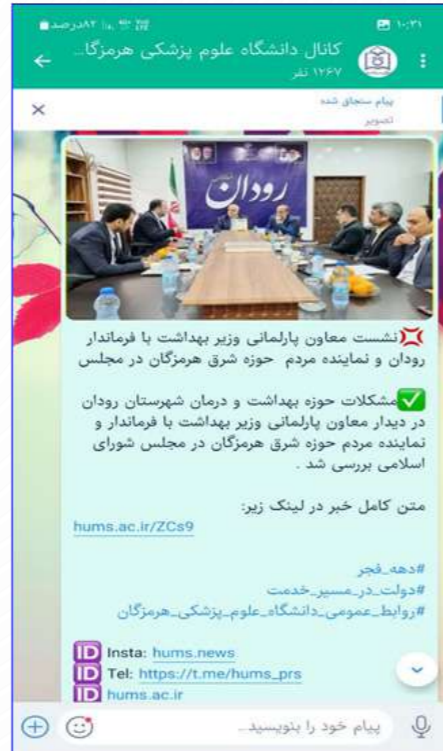 ۱۰:۳۱
۸۲درصد
کانال دانشگاه علوم پزشکی هرمزگا...
۱۲۶۷ نفر
پیام سنجاق شده
تصویر
رودان
💢نشست معاون پارلمانی وزیر بهداشت با فرماندار
رودان و نماینده مردم حوزه شرق هرمزگان در مجلس
✅مشکلات حوزه بهداشت و درمان شهرستان رودان
در دیدار معاون پارلمانی وزیر بهداشت با فرماندار و
نماینده مردم حوزه شرق هرمزگان در مجلس شورای
اسلامی بررسی شد .
متن کامل خبر در لینک زیر:
hums.ac.ir/ZCs9
#دهه_فجر
#دولت_در_مسیر_خدمت
#روابط_عمومی_دانشگاه_علوم_پزشکی_هرمزگان
🆔 Insta: hums.news
🆔 Tel: https://t.me/hums_prs
🆔 hums.ac.ir
پیام خود را بنویسید...